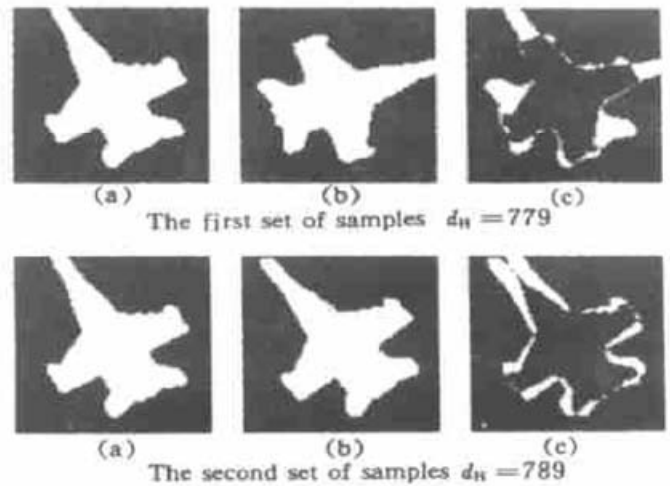 (a) (b) (c)
The first set of samples d_H = 779
(a) (b) (c)
The second set of samples d_H = 789